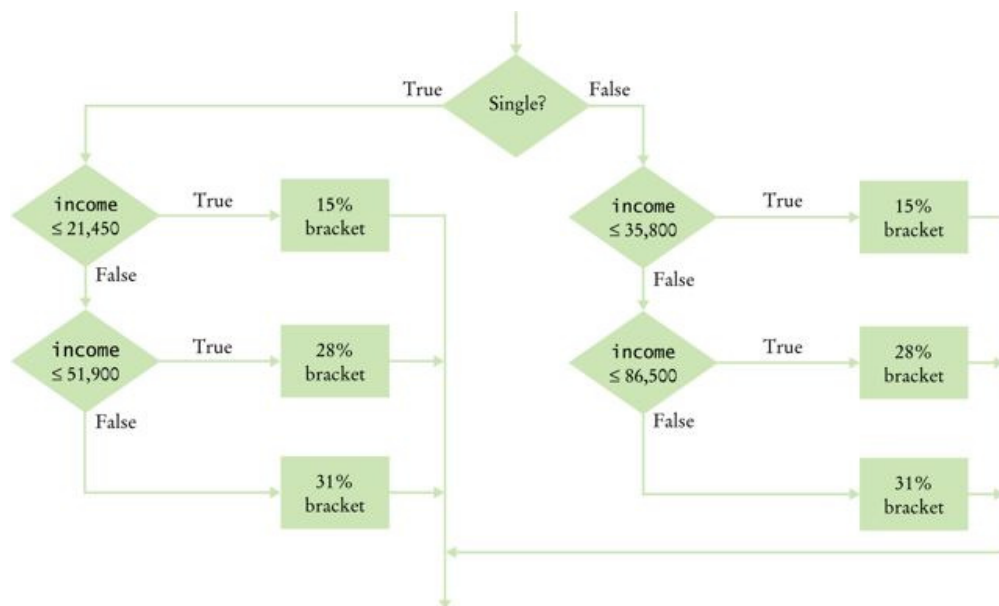 Single?
True
False
income
≤ 21,450
True
15%
bracket
False
income
≤ 51,900
True
28%
bracket
False
31%
bracket
income
≤ 35,800
True
15%
bracket
False
income
≤ 86,500
True
28%
bracket
False
31%
bracket